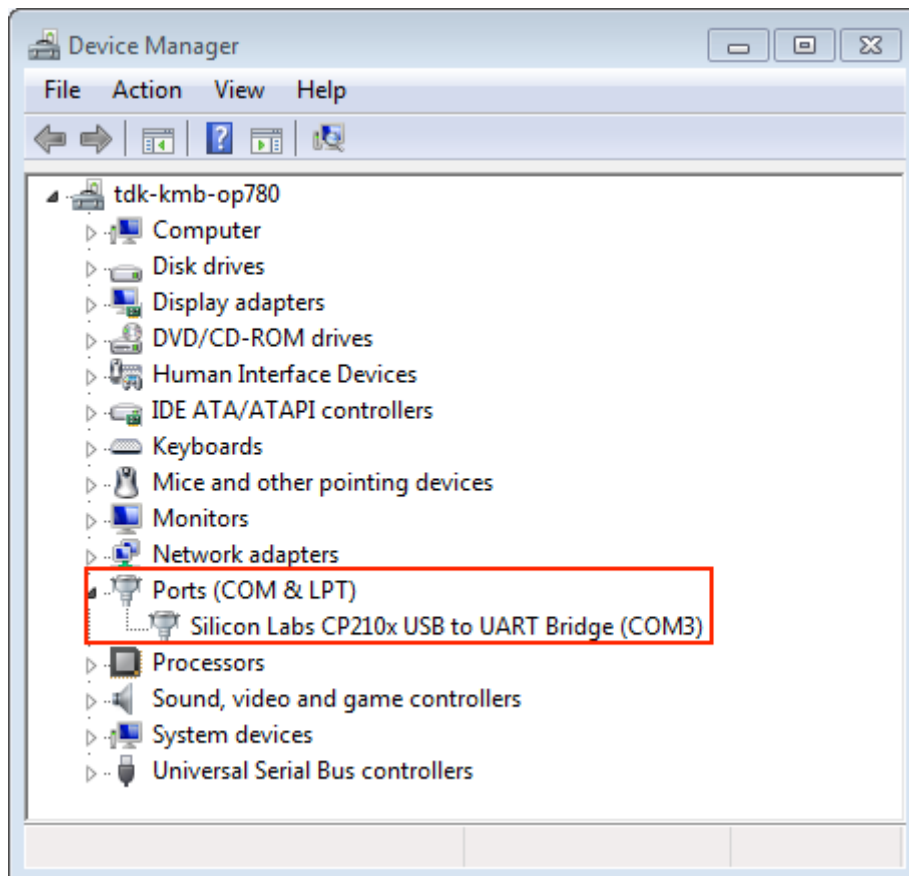 Device Manager
File Action View Help
?
tdk-kmb-op780
Computer
Disk drives
Display adapters
DVD/CD-ROM drives
Human Interface Devices
IDE ATA/ATAPI controllers
Keyboards
Mice and other pointing devices
Monitors
Network adapters
Ports (COM & LPT)
Silicon Labs CP210x USB to UART Bridge (COM3)
Processors
Sound, video and game controllers
System devices
Universal Serial Bus controllers